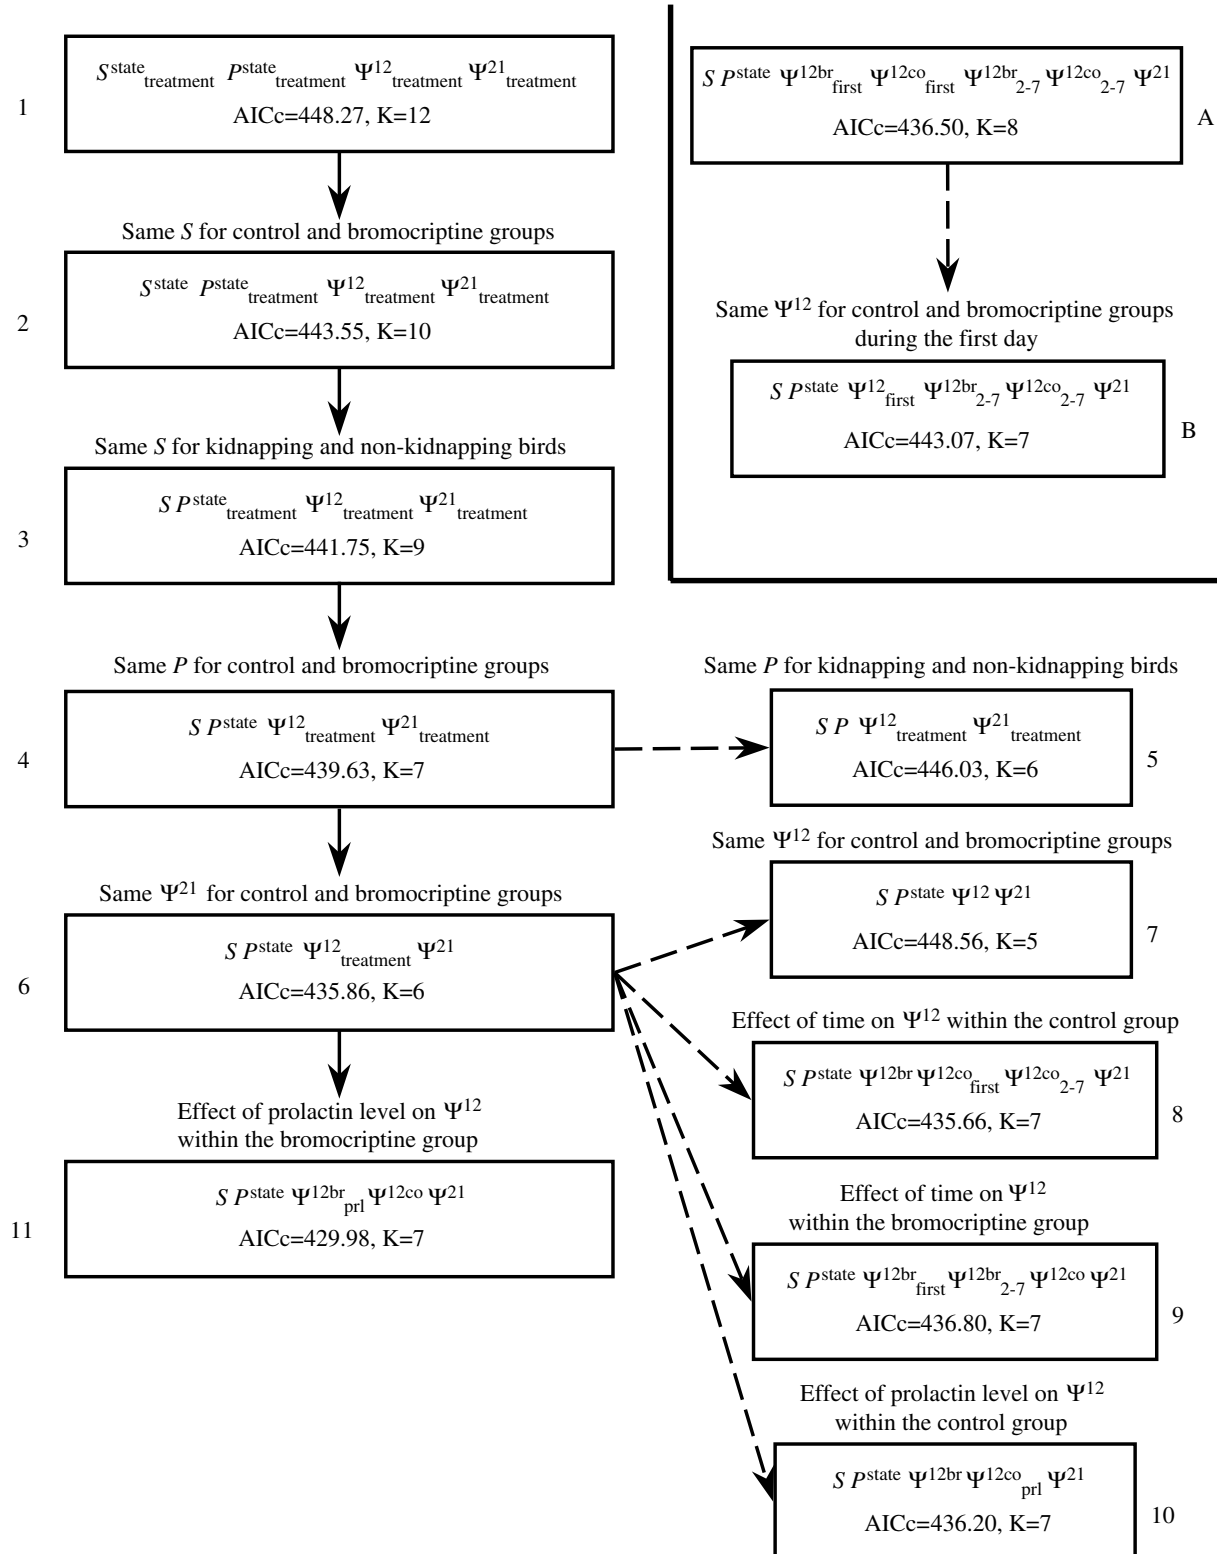 1
S^state_treatment P^state_treatment Ψ^12_treatment Ψ^21_treatment
AICc=448.27, K=12
Same S for control and bromocriptine groups
2
S^state P^state_treatment Ψ^12_treatment Ψ^21_treatment
AICc=443.55, K=10
Same S for kidnapping and non-kidnapping birds
3
S P^state_treatment Ψ^12_treatment Ψ^21_treatment
AICc=441.75, K=9
Same P for control and bromocriptine groups
4
S P^state Ψ^12_treatment Ψ^21_treatment
AICc=439.63, K=7
Same Ψ^21 for control and bromocriptine groups
6
S P^state Ψ^12_treatment Ψ^21
AICc=435.86, K=6
Effect of prolactin level on Ψ^12
within the bromocriptine group
11
S P^state Ψ^12br_prl Ψ^12co Ψ^21
AICc=429.98, K=7
S P^state Ψ^12br_first Ψ^12co_first Ψ^12br_2-7 Ψ^12co_2-7 Ψ^21
AICc=436.50, K=8
A
Same Ψ^12 for control and bromocriptine groups
during the first day
S P^state Ψ^12_first Ψ^12br_2-7 Ψ^12co_2-7 Ψ^21
AICc=443.07, K=7
B
Same P for kidnapping and non-kidnapping birds
S P Ψ^12_treatment Ψ^21_treatment
AICc=446.03, K=6
5
Same Ψ^12 for control and bromocriptine groups
S P^state Ψ^12 Ψ^21
AICc=448.56, K=5
7
Effect of time on Ψ^12 within the control group
S P^state Ψ^12br Ψ^12co_first Ψ^12co_2-7 Ψ^21
AICc=435.66, K=7
8
Effect of time on Ψ^12
within the bromocriptine group
S P^state Ψ^12br_first Ψ^12br_2-7 Ψ^12co Ψ^21
AICc=436.80, K=7
9
Effect of prolactin level on Ψ^12
within the control group
S P^state Ψ^12br Ψ^12co_prl Ψ^21
AICc=436.20, K=7
10